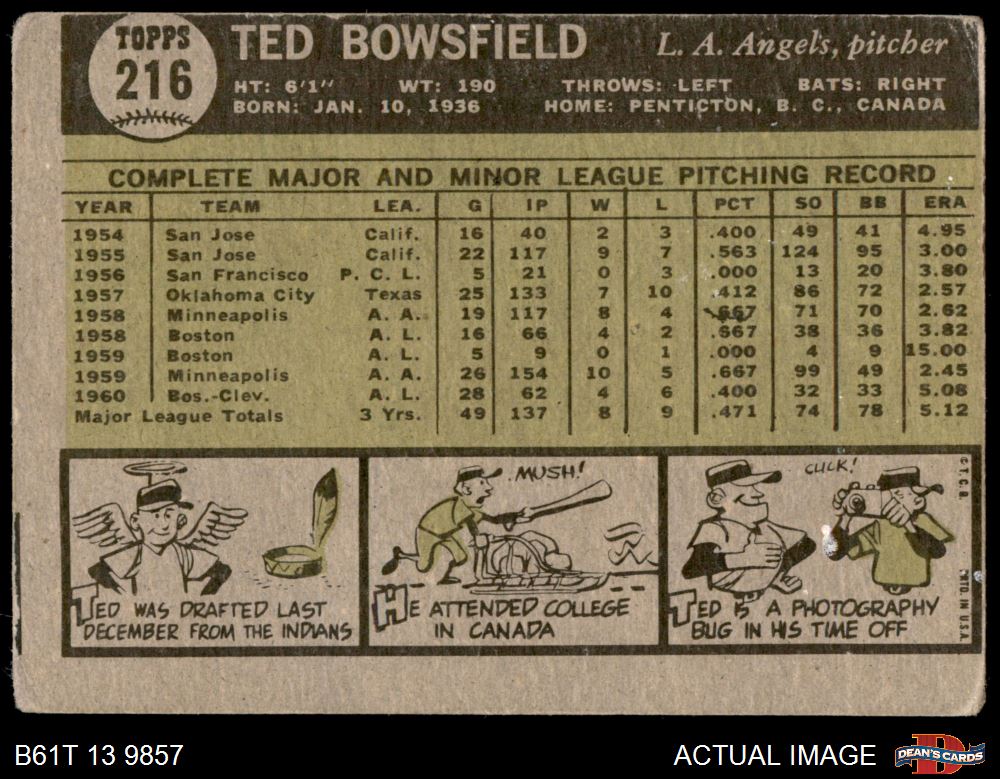 TOPPS
216
TED BOWSFIELD
L. A. Angels, pitcher
HT: 6'1" WT: 190 THROWS: LEFT BATS: RIGHT
BORN: JAN. 10, 1936 HOME: PENTICTON, B. C., CANADA
COMPLETE MAJOR AND MINOR LEAGUE PITCHING RECORD
YEAR TEAM LEA. G IP W L PCT SO BB ERA
1954 San Jose Calif. 16 40 2 3 .400 49 41 4.95
1955 San Jose Calif. 22 117 9 7 .563 124 95 3.00
1956 San Francisco P. C. L. 5 21 0 3 .000 13 20 3.80
1957 Oklahoma City Texas 25 133 7 10 .412 86 72 2.57
1958 Minneapolis A. A. 19 117 8 4 .667 71 70 2.62
1958 Boston A. L. 16 66 4 2 .667 38 36 3.82
1959 Boston A. L. 5 9 0 1 .000 4 9 15.00
1959 Minneapolis A. A. 26 154 10 5 .667 99 49 2.45
1960 Bos.-Clev. A. L. 28 62 4 6 .400 32 33 5.08
Major League Totals 3 Yrs. 49 137 8 9 .471 74 78 5.12
TED WAS DRAFTED LAST
DECEMBER FROM THE INDIANS
MUSH!
HE ATTENDED COLLEGE
IN CANADA
CLICK!
TED IS A PHOTOGRAPHY
BUG IN HIS TIME OFF
© T. C. G.
PRTD. IN U.S.A.
B61T 13 9857
ACTUAL IMAGE
DEAN'S CARDS